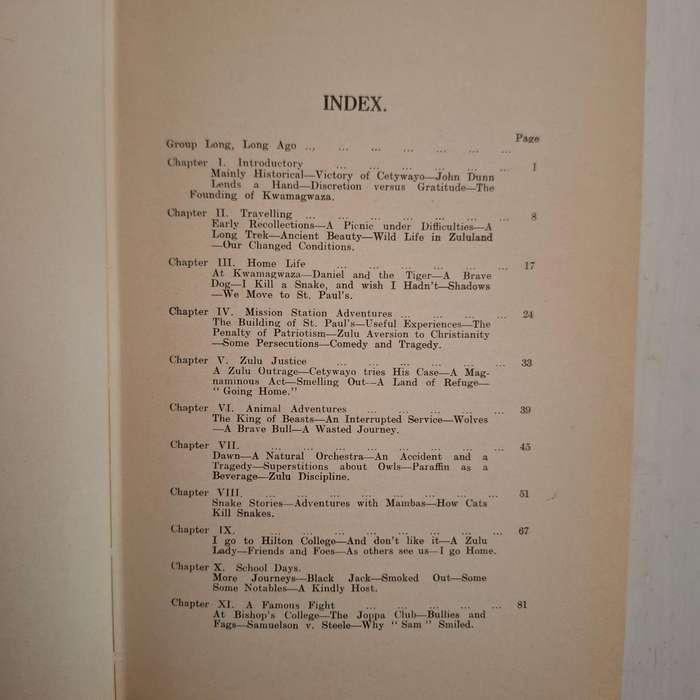 INDEX.
Page
Group Long, Long Ago ... ... ... ... ... ... ...
Chapter I. Introductory ... ... ... ... ... 1
Mainly Historical—Victory of Cetywayo—John Dunn
Lends a Hand—Discretion versus Gratitude—The
Founding of Kwamagwaza.
Chapter II. Travelling ... ... ... ... ... ... ... 8
Early Recollections—A Picnic under Difficulties—A
Long Trek—Ancient Beauty—Wild Life in Zululand
—Our Changed Conditions.
Chapter III. Home Life ... ... ... ... ... ... 17
At Kwamagwaza—Daniel and the Tiger—A Brave
Dog—I Kill a Snake, and wish I Hadn't—Shadows
—We Move to St. Paul's.
Chapter IV. Mission Station Adventures ... ... ... ... 24
The Building of St. Paul's—Useful Experiences—The
Penalty of Patriotism—Zulu Aversion to Christianity
—Some Persecutions—Comedy and Tragedy.
Chapter V. Zulu Justice ... ... ... ... ... ... 33
A Zulu Outrage—Cetywayo tries His Case—A Mag-
naminous Act—Smelling Out—A Land of Refuge—
" Going Home."
Chapter VI. Animal Adventures ... ... ... ... ... 39
The King of Beasts—An Interrupted Service—Wolves
—A Brave Bull—A Wasted Journey.
Chapter VII. ... ... ... ... ... ... ... ... 45
Dawn—A Natural Orchestra—An Accident and a
Tragedy—Superstitions about Owls—Paraffin as a
Beverage—Zulu Discipline.
Chapter VIII. ... ... ... ... ... ... ... 51
Snake Stories—Adventures with Mambas—How Cats
Kill Snakes.
Chapter IX. ... ... ... ... ... ... ... 67
I go to Hilton College—And don't like it—A Zulu
Lady—Friends and Foes—As others see us—I go Home.
Chapter X. School Days.
More Journeys—Black Jack—Smoked Out—Some
Some Notables—A Kindly Host.
Chapter XI. A Famous Fight ... ... ... ... ... 81
At Bishop's College—The Joppa Club—Bullies and
Fags—Samuelson v. Steele—Why " Sam " Smiled.